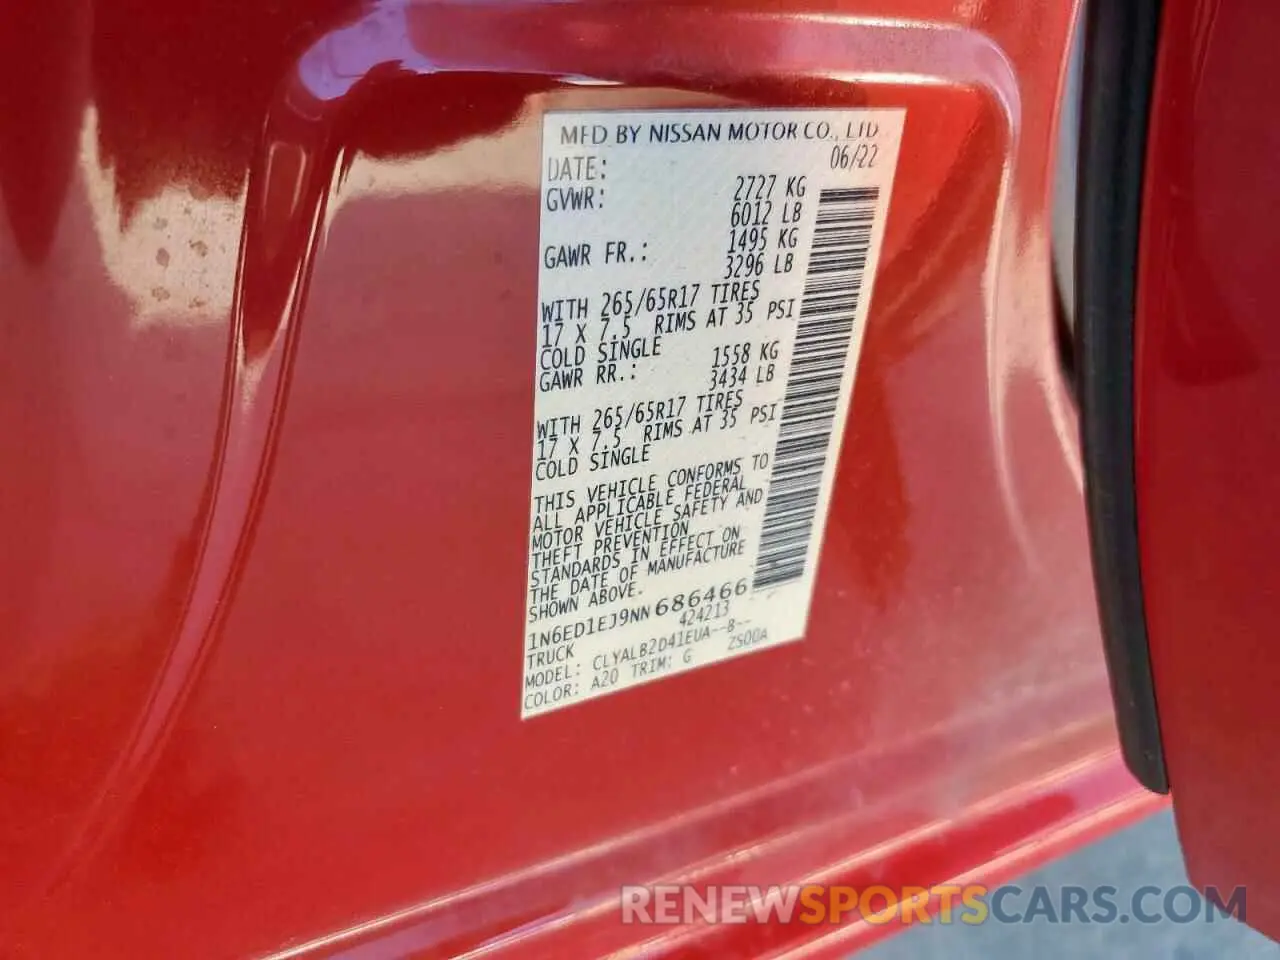 MFD BY NISSAN MOTOR CO., LTD
DATE: 06/22
GVWR: 2727 KG
6012 LB
GAWR FR.: 1495 KG
3296 LB
WITH 265/65R17 TIRES
17 X 7.5 RIMS AT 35 PSI
COLD SINGLE
GAWR RR.: 1558 KG
3434 LB
WITH 265/65R17 TIRES
17 X 7.5 RIMS AT 35 PSI
COLD SINGLE
THIS VEHICLE CONFORMS TO
ALL APPLICABLE FEDERAL
MOTOR VEHICLE SAFETY AND
THEFT PREVENTION
STANDARDS IN EFFECT ON
THE DATE OF MANUFACTURE
SHOWN ABOVE.
1N6ED1EJ9NN686466
TRUCK 424213
MODEL: CLYALB2D41EUA--B--
COLOR: A20 TRIM: G ZS00A
RENEWSPORTSCARS.COM